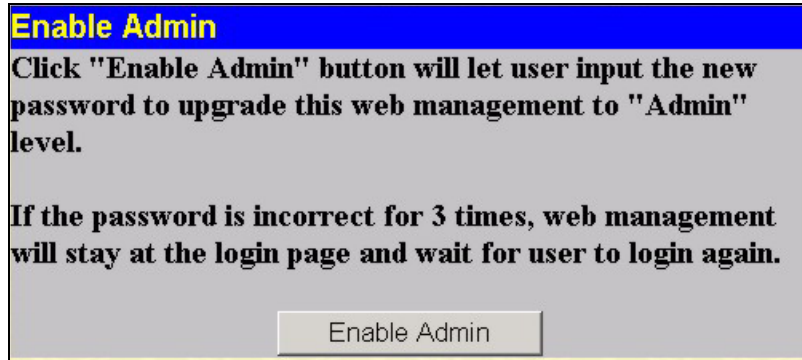 Enable Admin
Click "Enable Admin" button will let user input the new
password to upgrade this web management to "Admin"
level.
If the password is incorrect for 3 times, web management
will stay at the login page and wait for user to login again.
Enable Admin